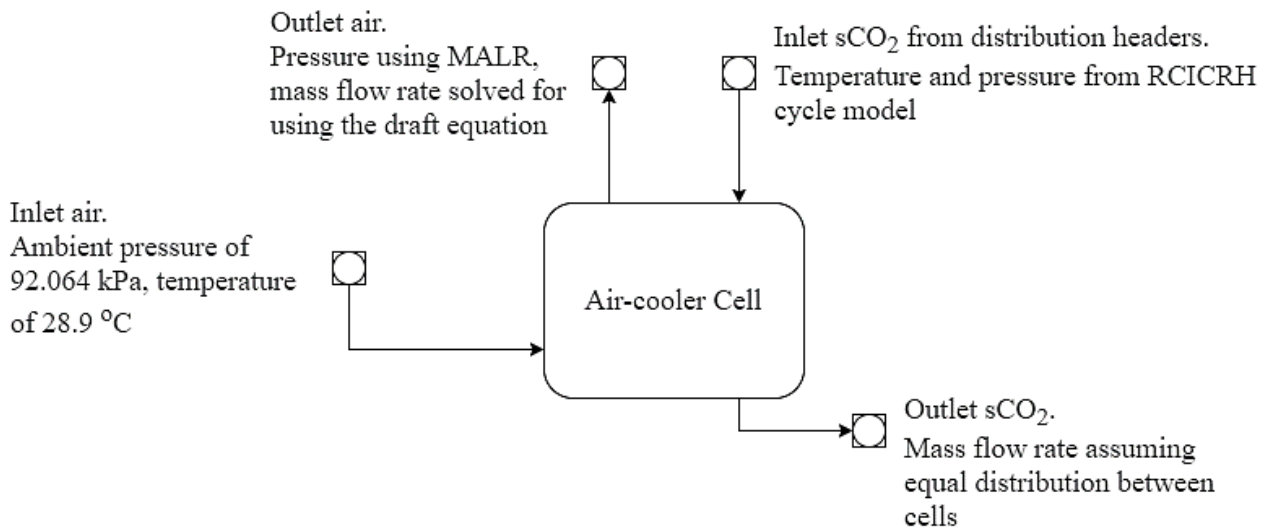 Outlet air.
Pressure using MALR,
mass flow rate solved for
using the draft equation
Inlet sCO₂ from distribution headers.
Temperature and pressure from RCICRH
cycle model
Inlet air.
Ambient pressure of
92.064 kPa, temperature
of 28.9 ᴼC
Air-cooler Cell
Outlet sCO₂.
Mass flow rate assuming
equal distribution between
cells